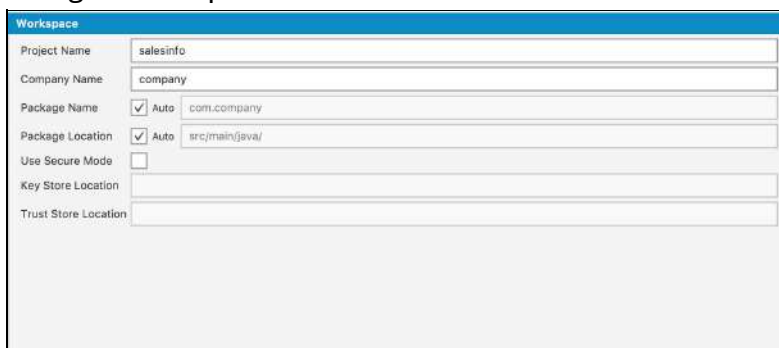 Workspace
Project Name salesinfo
Company Name company
Package Name Auto com.company
Package Location Auto src/main/java/
Use Secure Mode
Key Store Location
Trust Store Location